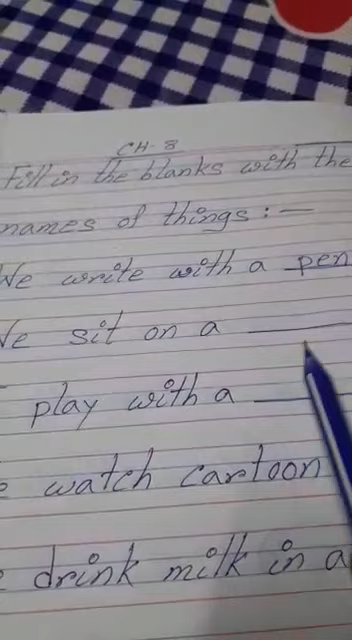 CH-8
Fill in the blanks with the
names of things:-
We write with a pen
We sit on a
play with a
watch cartoon
drink milk in a